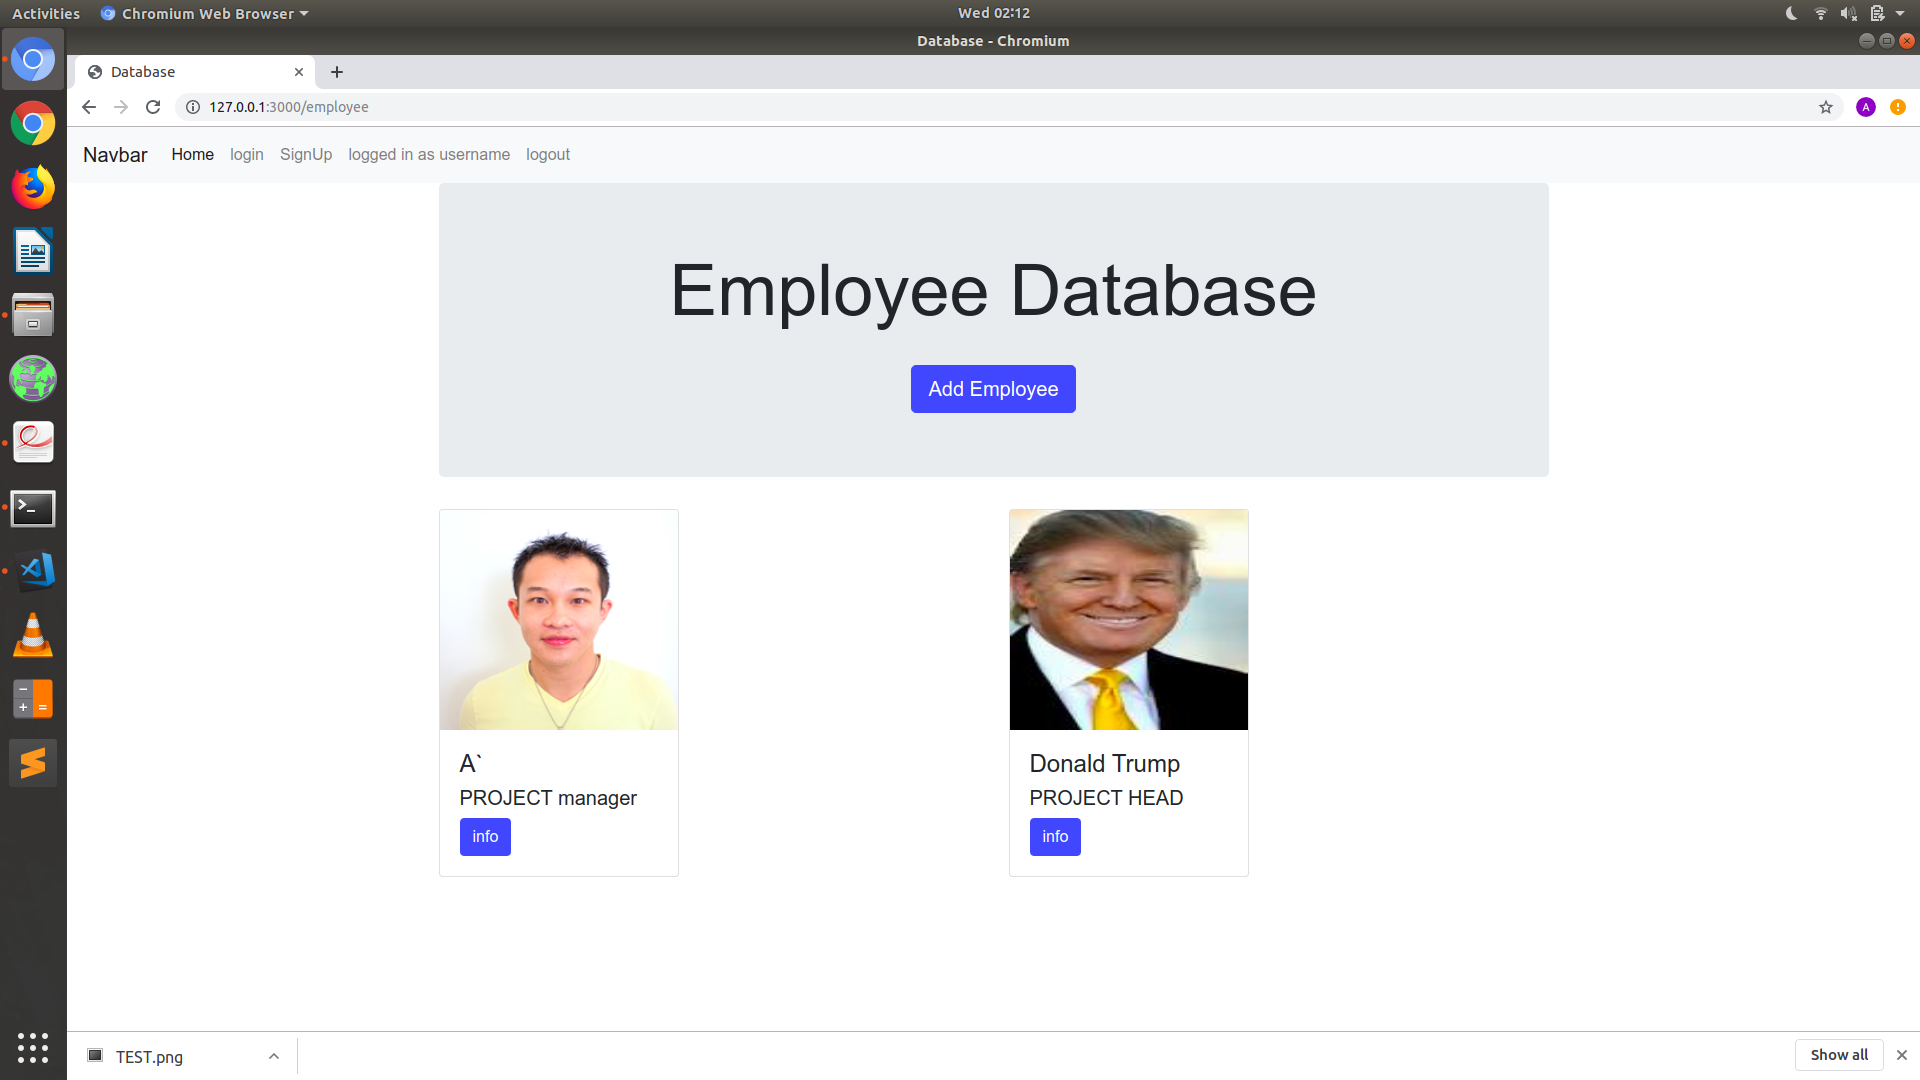 Activities Chromium Web Browser Wed 02:12
Database - Chromium
Database
127.0.0.1:3000/employee A
Navbar Home login SignUp logged in as username logout
Employee Database
Add Employee
A`
PROJECT manager
info
Donald Trump
PROJECT HEAD
info
TEST.png Show all